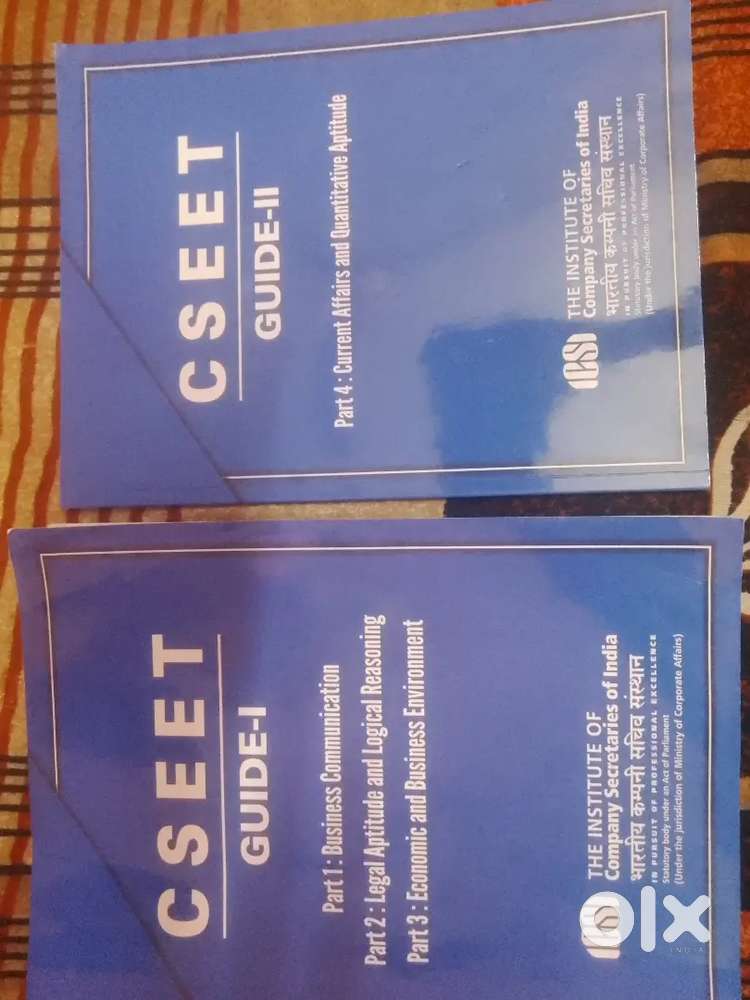 CSEET
GUIDE-II
Part 4 : Current Affairs and Quantitative Aptitude
ICSI
THE INSTITUTE OF
Company Secretaries of India
भारतीय कम्पनी सचिव संस्थान
IN PURSUIT OF PROFESSIONAL EXCELLENCE
Statutory body under an Act of Parliament
(Under the jurisdiction of Ministry of Corporate Affairs)
CSEET
GUIDE-I
Part 1 : Business Communication
Part 2 : Legal Aptitude and Logical Reasoning
Part 3 : Economic and Business Environment
THE INSTITUTE OF
Company Secretaries of India
भारतीय कम्पनी सचिव संस्थान
IN PURSUIT OF PROFESSIONAL EXCELLENCE
Statutory body under an Act of Parliament
(Under the jurisdiction of Ministry of Corporate Affairs)
olx
INDIA